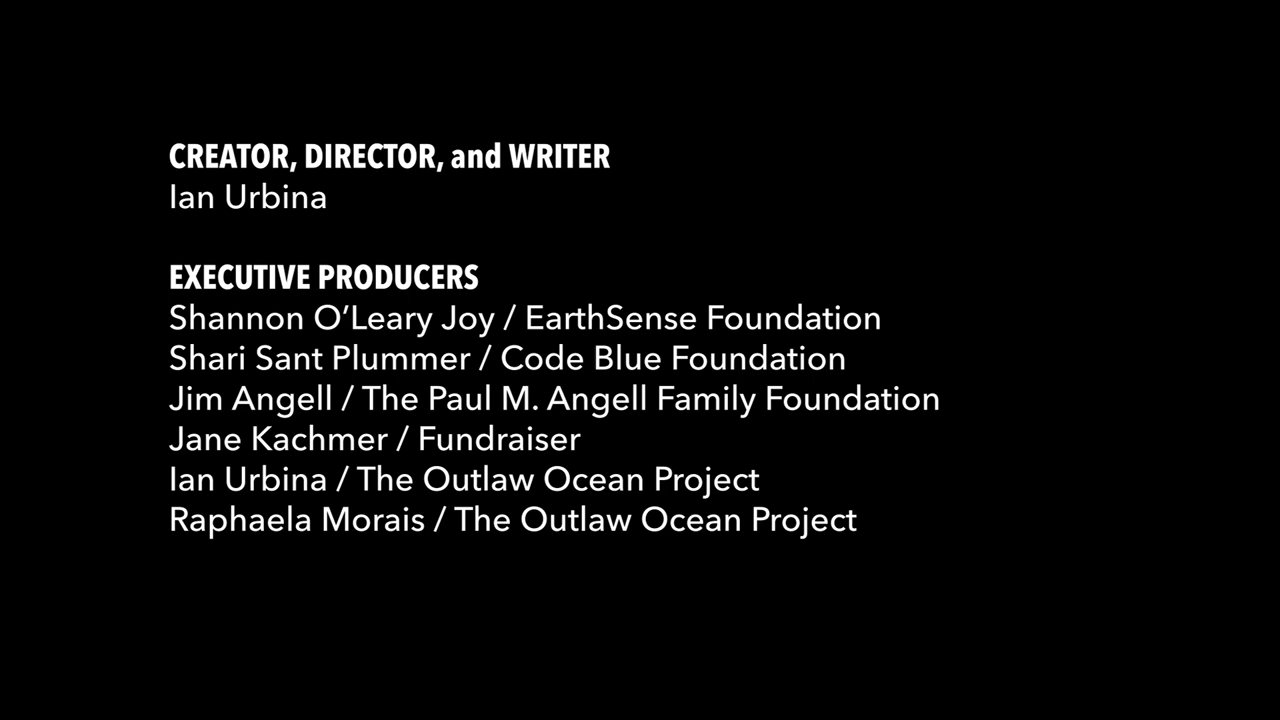 CREATOR, DIRECTOR, and WRITER
Ian Urbina
EXECUTIVE PRODUCERS
Shannon O’Leary Joy / EarthSense Foundation
Shari Sant Plummer / Code Blue Foundation
Jim Angell / The Paul M. Angell Family Foundation
Jane Kachmer / Fundraiser
Ian Urbina / The Outlaw Ocean Project
Raphaela Morais / The Outlaw Ocean Project